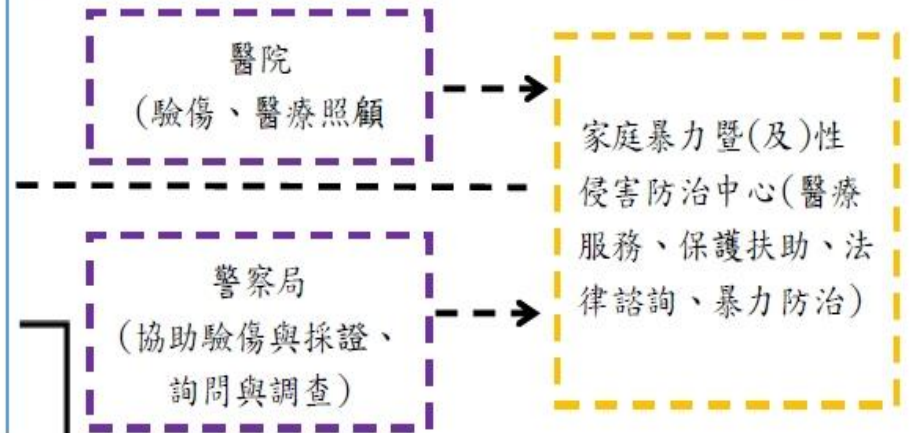 醫院
(驗傷、醫療照顧
家庭暴力暨(及)性
侵害防治中心(醫療
服務、保護扶助、法
律諮詢、暴力防治)
警察局
(協助驗傷與採證、
詢問與調查)